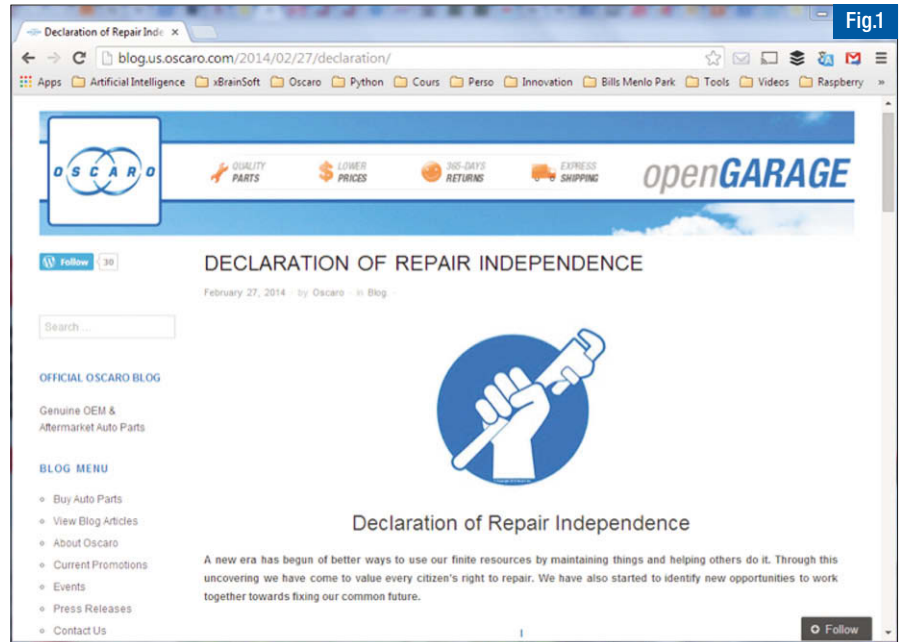 Fig.1
Declaration of Repair Inde
blog.us.oscaro.com/2014/02/27/declaration/
Apps Artificial Intelligence xBrainSoft Oscaro Python Cours Perso Innovation Bills Menlo Park Tools Videos Raspberry »
OSCARO
QUALITY PARTS
LOWER PRICES
365-DAYS RETURNS
EXPRESS SHIPPING
openGARAGE
Follow 30
DECLARATION OF REPAIR INDEPENDENCE
February 27, 2014 · by Oscaro · in Blog ·
Search ...
OFFICIAL OSCARO BLOG
Genuine OEM &
Aftermarket Auto Parts
BLOG MENU
Buy Auto Parts
View Blog Articles
About Oscaro
Current Promotions
Events
Press Releases
Contact Us
Declaration of Repair Independence
A new era has begun of better ways to use our finite resources by maintaining things and helping others do it. Through this
uncovering we have come to value every citizen's right to repair. We have also started to identify new opportunities to work
together towards fixing our common future.
Follow